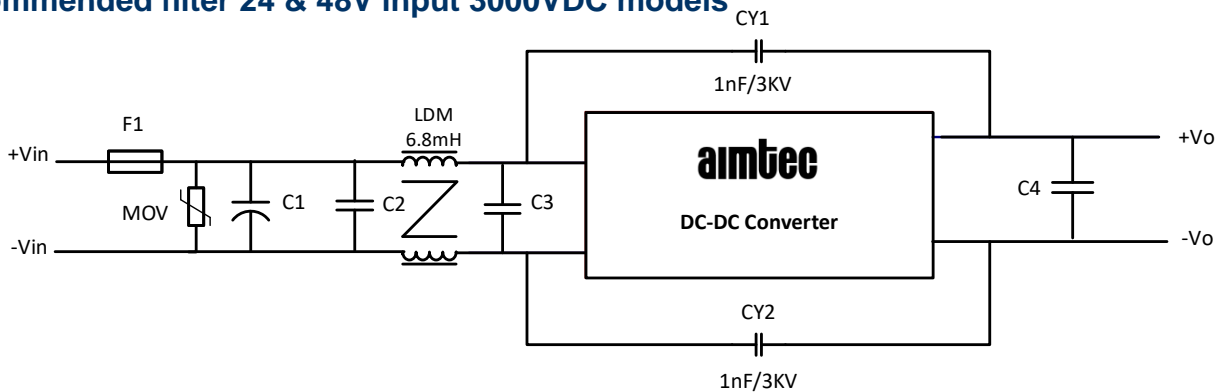 ommended filter 24 & 48V input 3000VDC models
CY1
1nF/3KV
F1
LDM
6.8mH
+Vin
MOV
C1
C2
C3
-Vin
aimtec
DC-DC Converter
+Vo
C4
-Vo
CY2
1nF/3KV